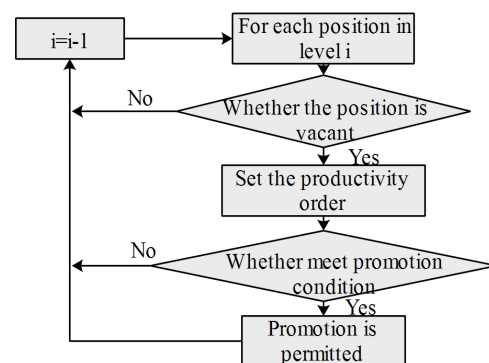 i=i-1
For each position in
level i
No
Whether the position is
vacant
Yes
Set the productivity
order
No
Whether meet promotion
condition
Yes
Promotion is
permitted